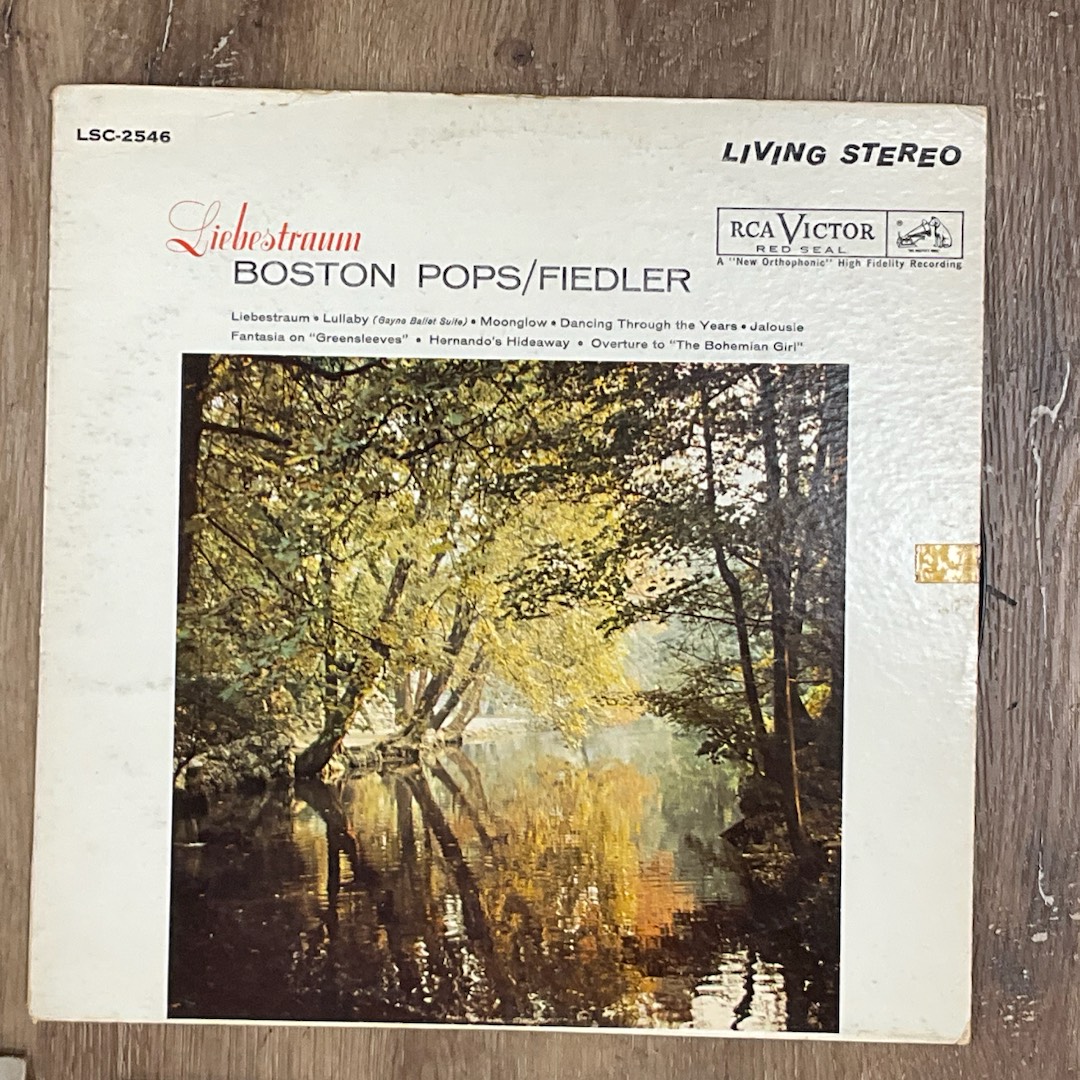 LSC-2546
LIVING STEREO
RCA VICTOR
RED SEAL
A "New Orthophonic" High Fidelity Recording
Liebestraum
BOSTON POPS/FIEDLER
Liebestraum • Lullaby (Gayne Ballet Suite) • Moonglow • Dancing Through the Years • Jalousie
Fantasia on "Greensleeves" • Hernando's Hideaway • Overture to "The Bohemian Girl"